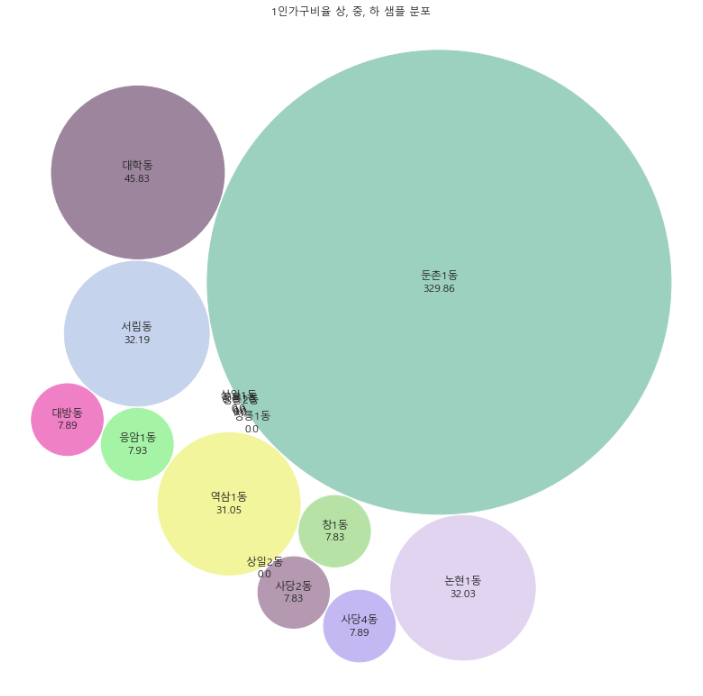 1인가구비율 상, 중, 하 샘플 분포
대학동
45.83
둔촌1동
329.86
서림동
32.19
대방동
7.89
응암1동
7.93
0.0
역삼1동
31.05
창1동
7.83
상일2동
0.0
사당2동
7.83
논현1동
32.03
사당4동
7.89